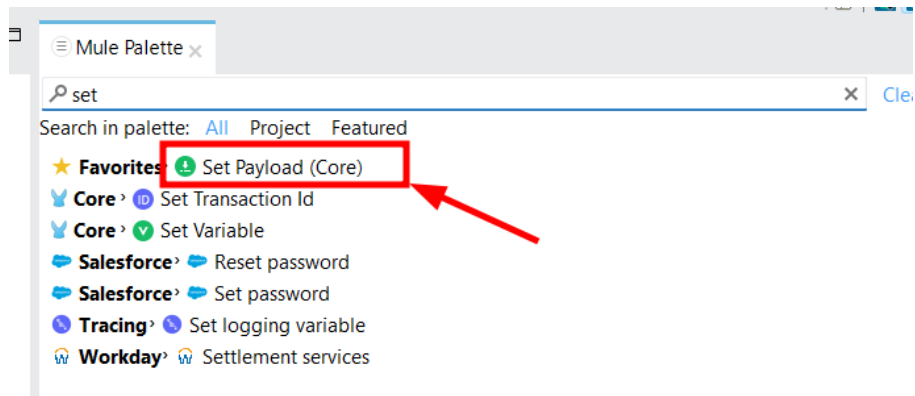 Mule Palette
set Clea
Search in palette: All Project Featured
Favorites Set Payload (Core)
Core ID Set Transaction Id
Core V Set Variable
Salesforce Reset password
Salesforce Set password
Tracing Set logging variable
Workday Settlement services